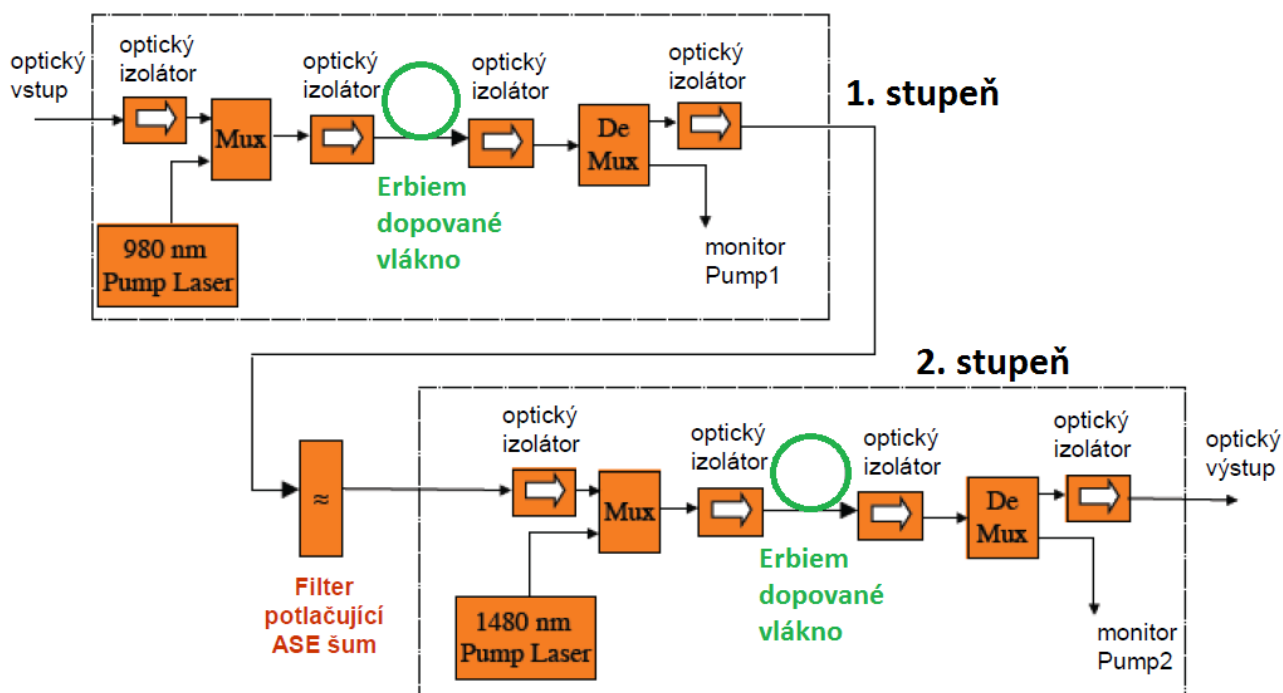 optický
vstup
optický
izolátor
optický
izolátor
optický
izolátor
optický
izolátor
1. stupeň
Mux
De
Mux
Erbiem
dopované
vlákno
980 nm
Pump Laser
monitor
Pump1
2. stupeň
optický
izolátor
optický
izolátor
optický
izolátor
optický
izolátor
optický
výstup
≈
Mux
De
Mux
Filter
potlačující
ASE šum
1480 nm
Pump Laser
Erbiem
dopované
vlákno
monitor
Pump2